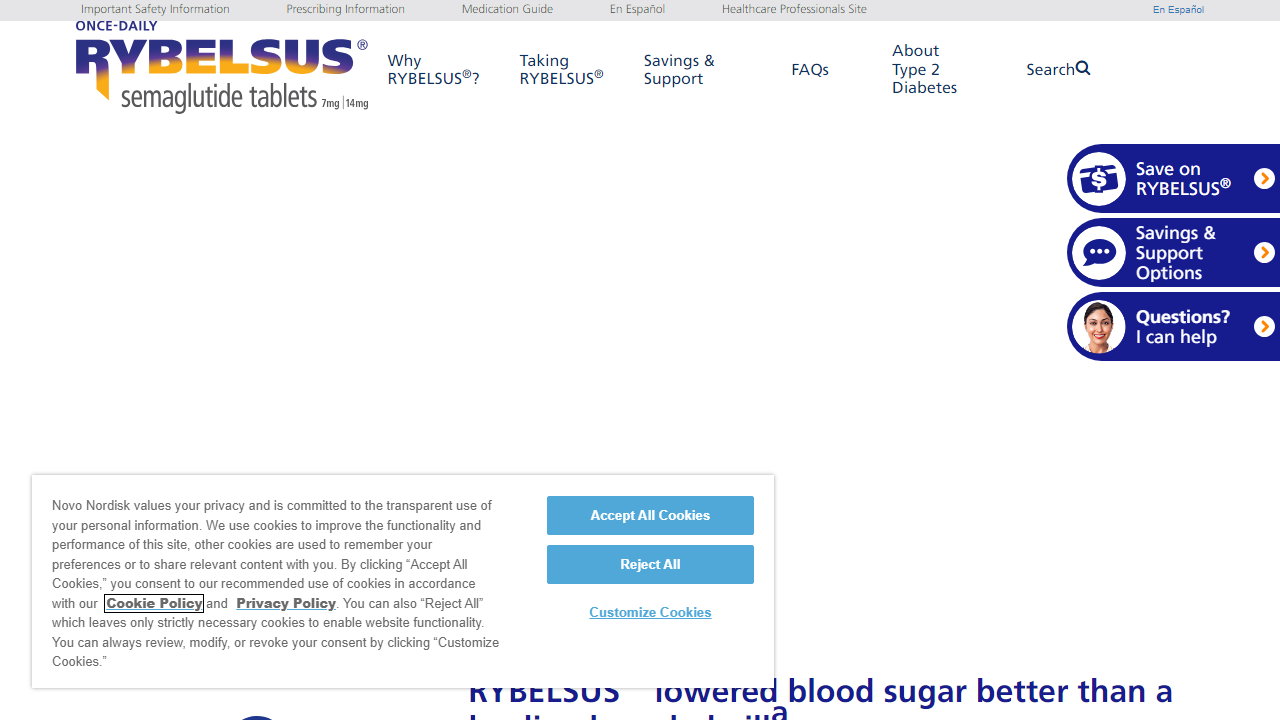 Important Safety Information
Prescribing Information
Medication Guide
En Español
Healthcare Professionals Site
En Español
ONCE-DAILY
RYBELSUS®
semaglutide tablets 7mg | 14mg
Why
RYBELSUS®?
Taking
RYBELSUS®
Savings &
Support
FAQs
About
Type 2
Diabetes
Search
Save on
RYBELSUS®
Savings &
Support
Options
Questions?
I can help
Novo Nordisk values your privacy and is committed to the transparent use of
your personal information. We use cookies to improve the functionality and
performance of this site, other cookies are used to remember your
preferences or to share relevant content with you. By clicking “Accept All
Cookies,” you consent to our recommended use of cookies in accordance
with our Cookie Policy and Privacy Policy. You can also “Reject All”
which leaves only strictly necessary cookies to enable website functionality.
You can always review, modify, or revoke your consent by clicking “Customize
Cookies.”
Accept All Cookies
Reject All
Customize Cookies
RYBELSUS lowered blood sugar better than a